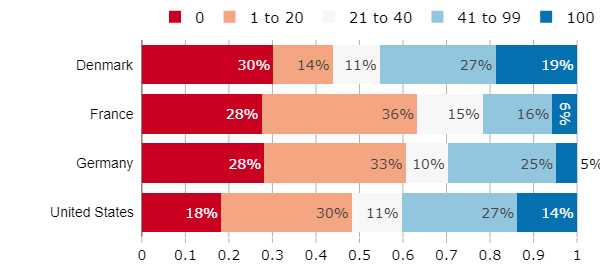 0 1 to 20 21 to 40 41 to 99 100
Denmark 30% 14% 11% 27% 19%
France 28% 36% 15% 16% 6%
Germany 28% 33% 10% 25% 5%
United States 18% 30% 11% 27% 14%
0 0.1 0.2 0.3 0.4 0.5 0.6 0.7 0.8 0.9 1